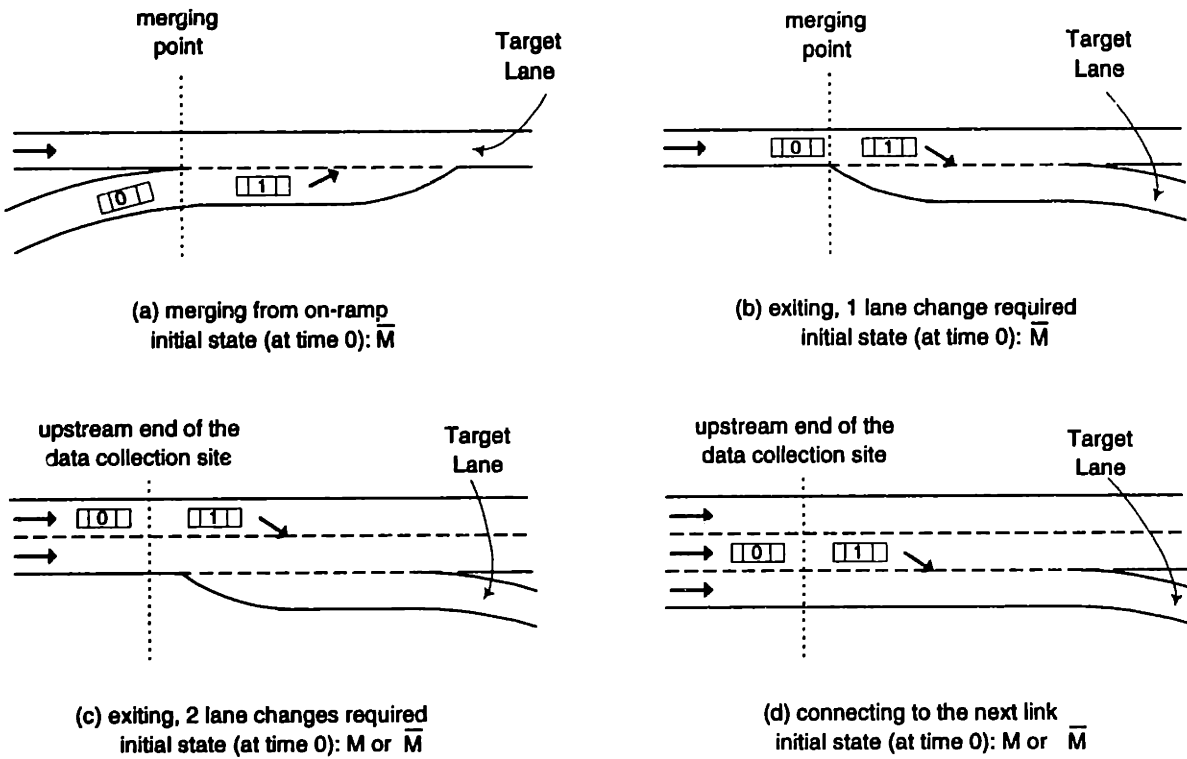 merging
point
Target
Lane
0
1
(a) merging from on-ramp
initial state (at time 0): M̅
merging
point
Target
Lane
0
1
(b) exiting, 1 lane change required
initial state (at time 0): M̅
upstream end of the
data collection site
Target
Lane
0
1
(c) exiting, 2 lane changes required
initial state (at time 0): M or M̅
upstream end of the
data collection site
Target
Lane
0
1
(d) connecting to the next link
initial state (at time 0): M or M̅